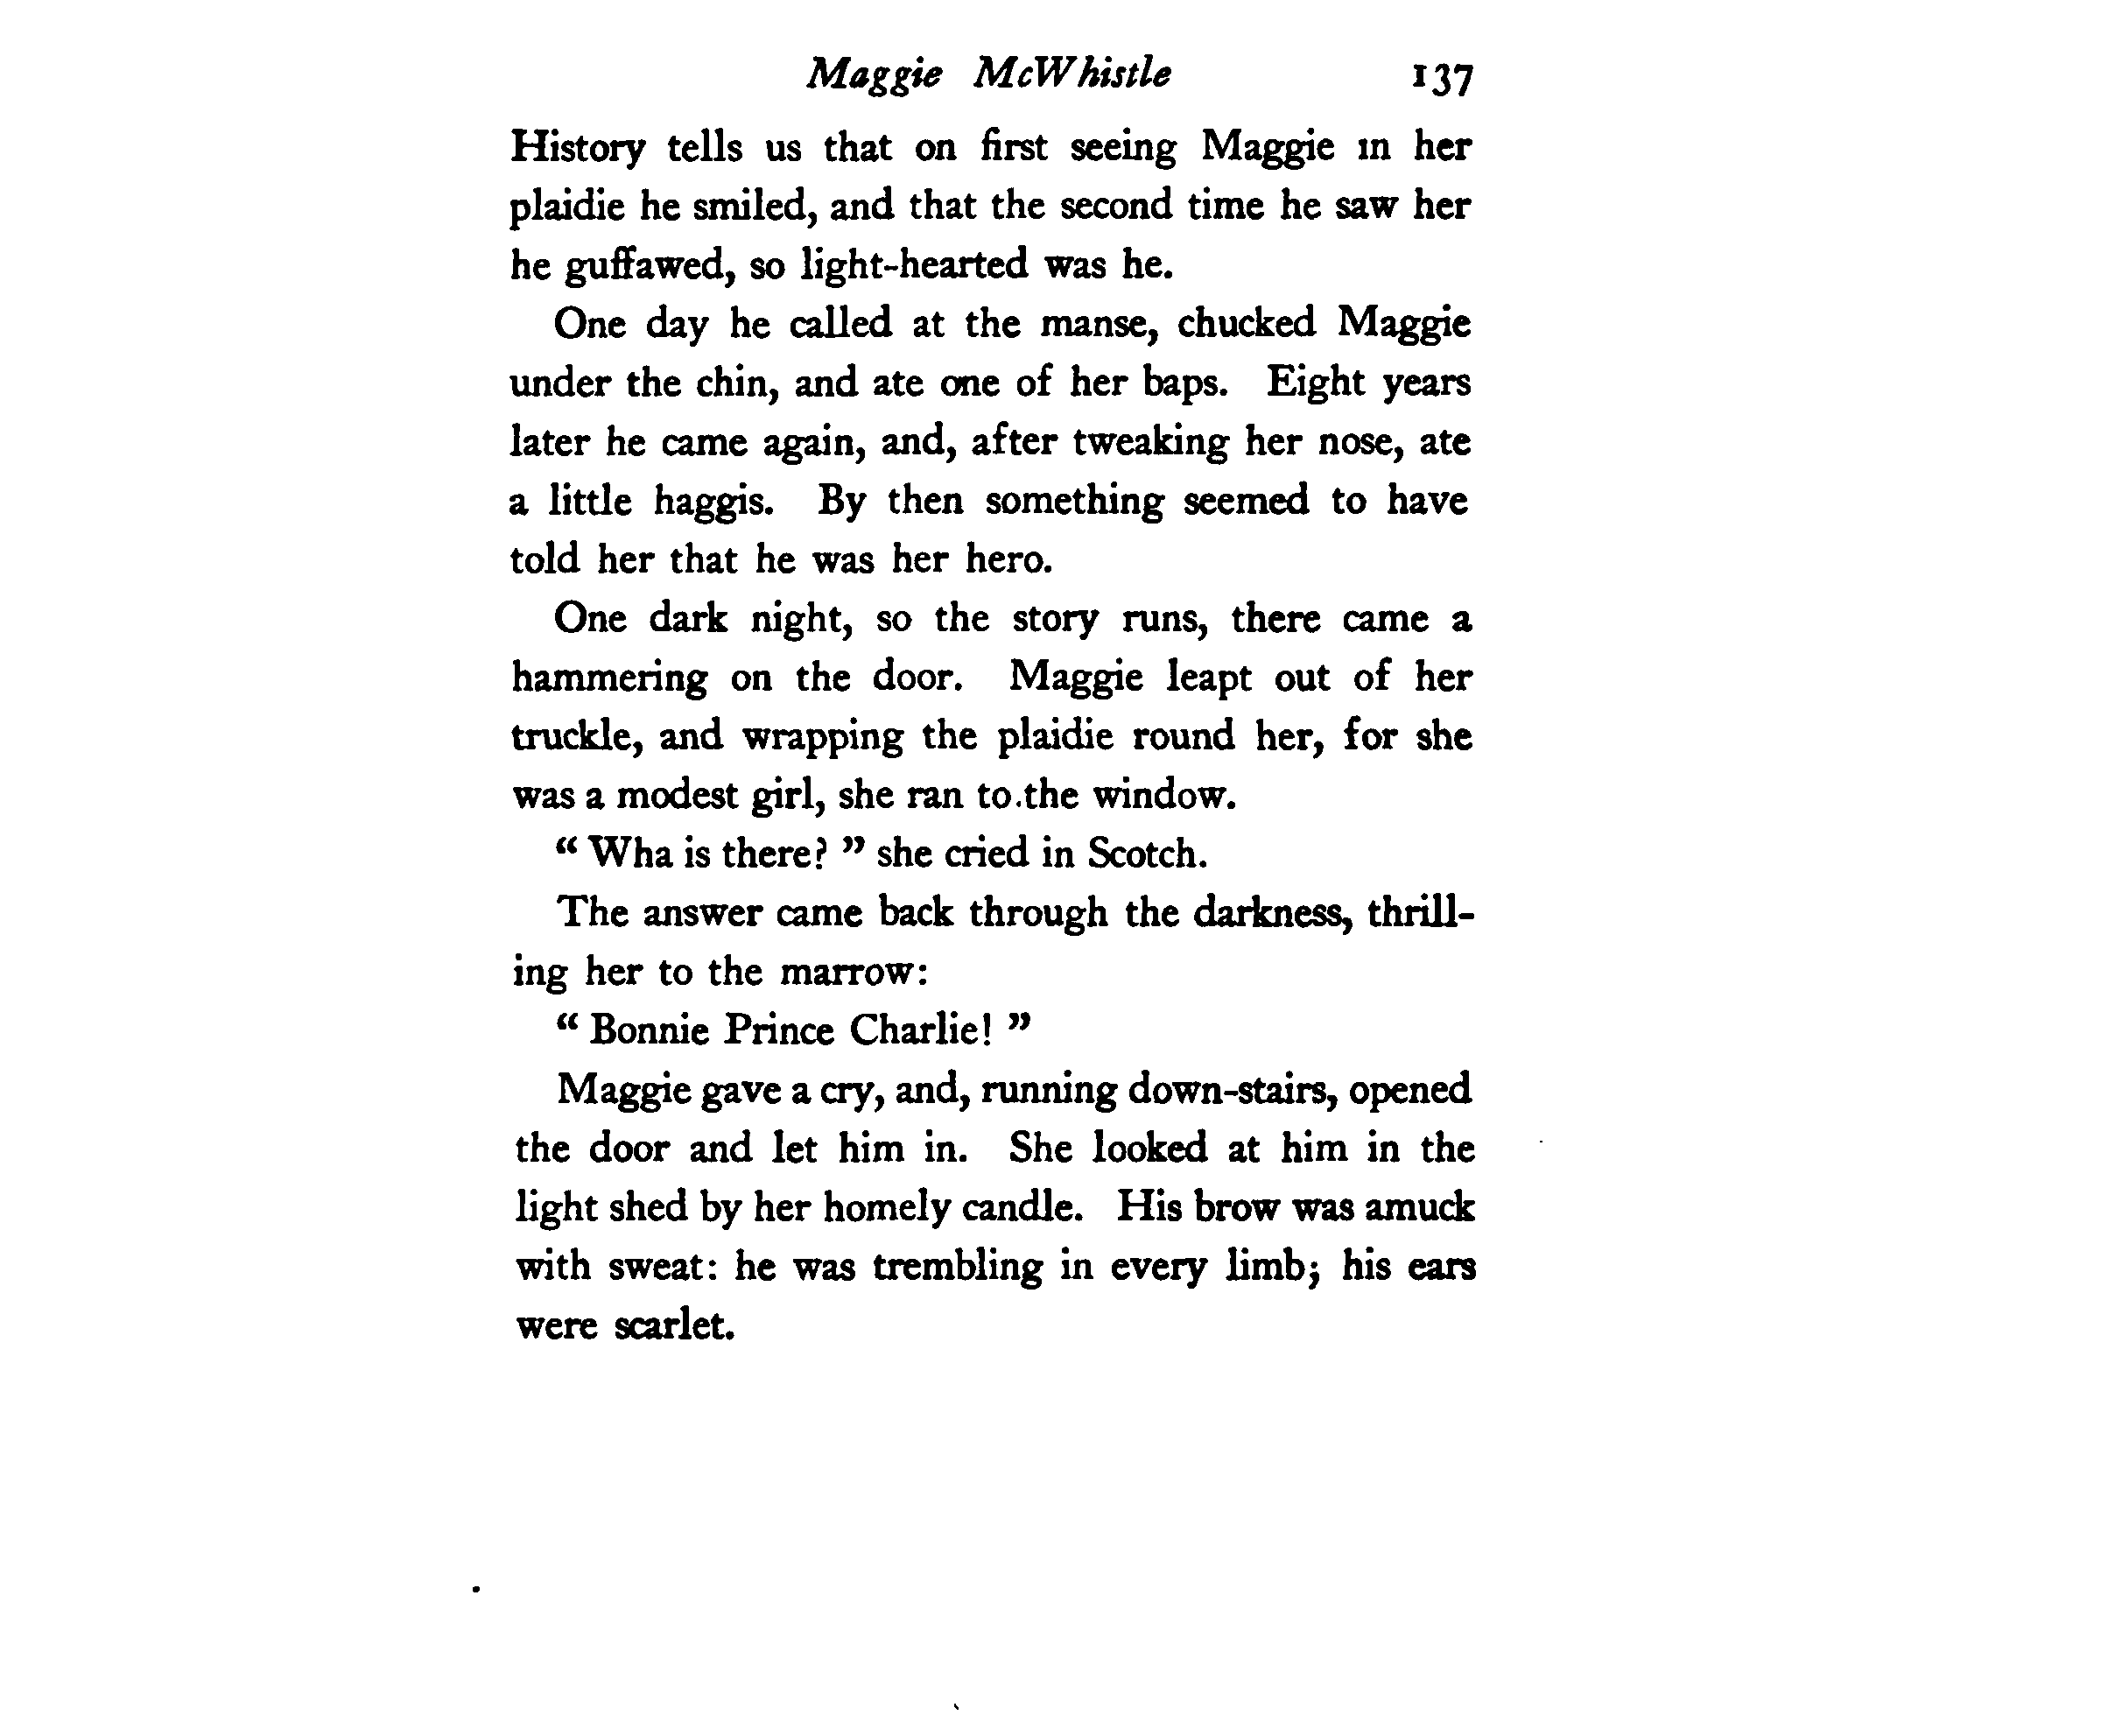 Maggie McWhistle 137
History tells us that on first seeing Maggie in her
plaidie he smiled, and that the second time he saw her
he guffawed, so light-hearted was he.
One day he called at the manse, chucked Maggie
under the chin, and ate one of her baps. Eight years
later he came again, and, after tweaking her nose, ate
a little haggis. By then something seemed to have
told her that he was her hero.
One dark night, so the story runs, there came a
hammering on the door. Maggie leapt out of her
truckle, and wrapping the plaidie round her, for she
was a modest girl, she ran to.the window.
“ Wha is there? ” she cried in Scotch.
The answer came back through the darkness, thrill-
ing her to the marrow:
“ Bonnie Prince Charlie! ”
Maggie gave a cry, and, running down-stairs, opened
the door and let him in. She looked at him in the
light shed by her homely candle. His brow was amuck
with sweat: he was trembling in every limb; his ears
were scarlet.